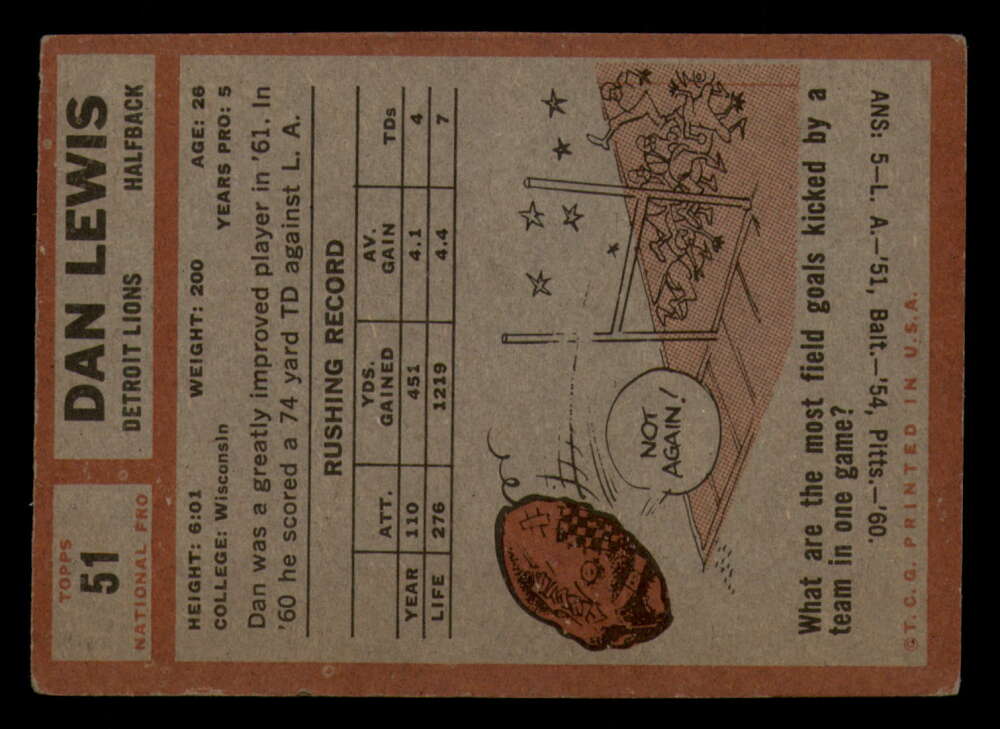 TOPPS
51
NATIONAL PRO
DAN LEWIS
DETROIT LIONS HALFBACK
HEIGHT: 6:01 WEIGHT: 200 AGE: 26
COLLEGE: Wisconsin YEARS PRO: 5
Dan was a greatly improved player in '61. In
'60 he scored a 74 yard TD against L. A.
RUSHING RECORD
ATT. YDS. GAINED AV. GAIN TDs
YEAR 110 451 4.1 4
LIFE 276 1219 4.4 7
NOT
AGAIN!
What are the most field goals kicked by a
team in one game?
ANS: 5—L. A.—'51, Balt.—'54, Pitts.—'60.
©T. C. G. PRINTED IN U.S.A.